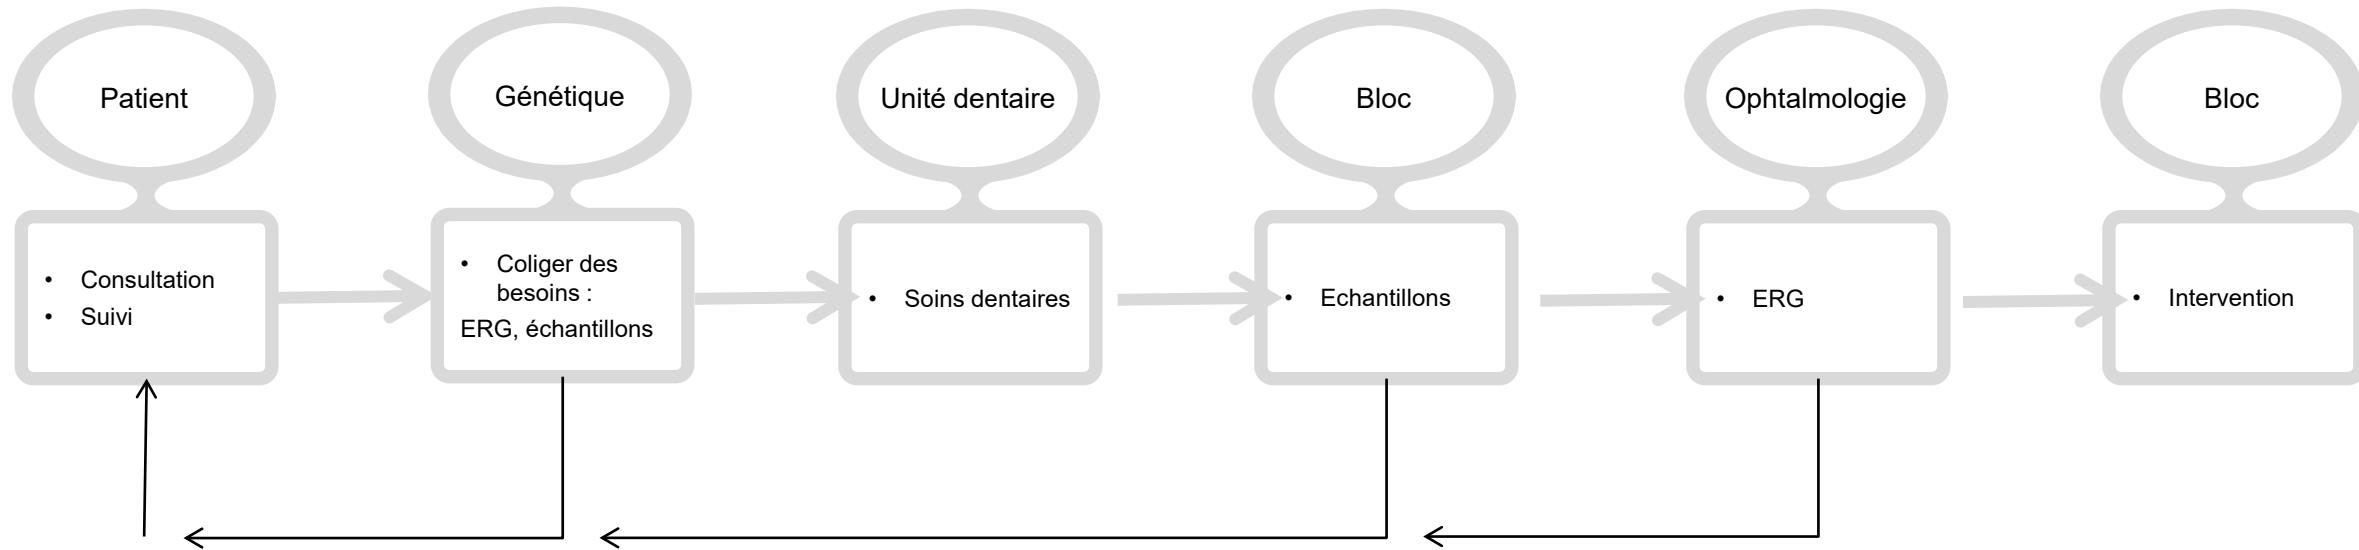 Patient
Génétique
Unité dentaire
Bloc
Ophtalmologie
Bloc
• Consultation
• Suivi
• Coliger des
besoins :
ERG, échantillons
• Soins dentaires
• Echantillons
• ERG
• Intervention